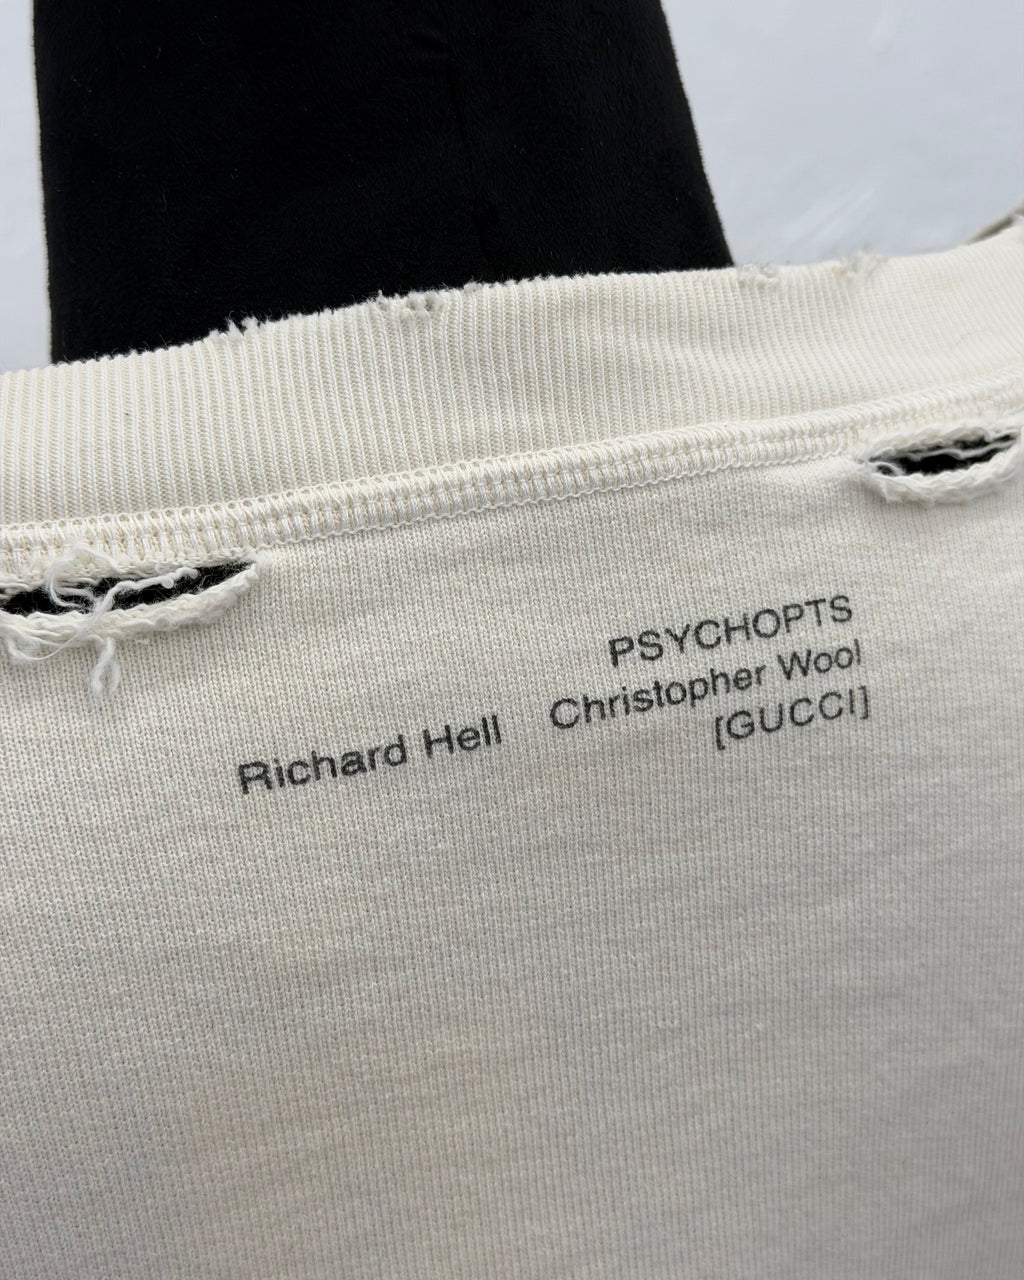 PSYCHOPTS
Richard Hell Christopher Wool
[GUCCI]